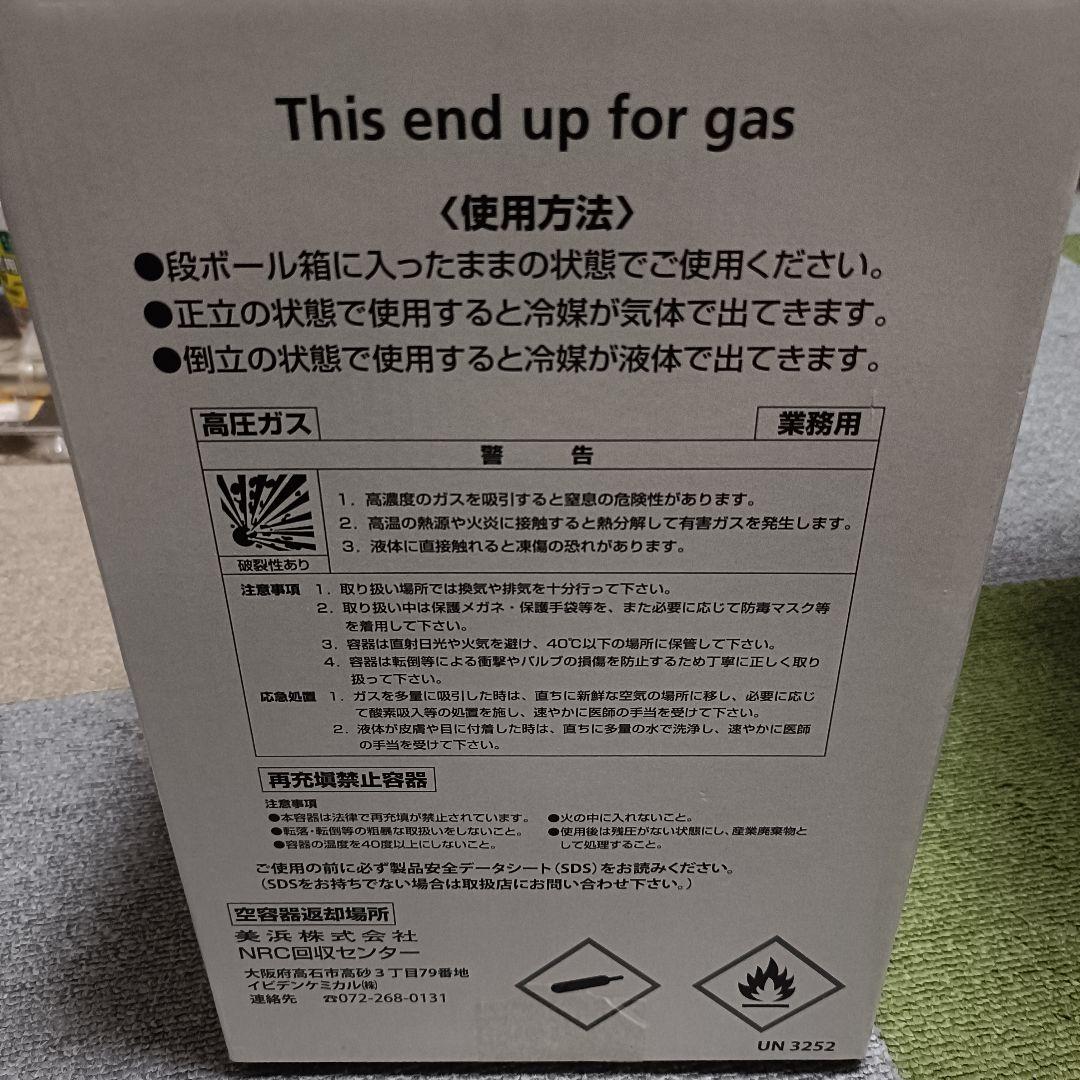 This end up for gas
〈使用方法〉
●段ボール箱に入ったままの状態でご使用ください。
●正立の状態で使用すると冷媒が気体で出てきます。
●倒立の状態で使用すると冷媒が液体で出てきます。
高圧ガス 業務用
警 告
1. 高濃度のガスを吸引すると窒息の危険性があります。
2. 高温の熱源や火炎に接触すると熱分解して有害ガスを発生します。
3. 液体に直接触れると凍傷の恐れがあります。
破裂性あり
注意事項 1. 取り扱い場所では換気や排気を十分行って下さい。
2. 取り扱い中は保護メガネ・保護手袋等を、また必要に応じて防毒マスク等
を着用して下さい。
3. 容器は直射日光や火気を避け、40℃以下の場所に保管して下さい。
4. 容器は転倒等による衝撃やバルブの損傷を防止するため丁寧に正しく取り
扱って下さい。
応急処置 1. ガスを多量に吸引した時は、直ちに新鮮な空気の場所に移し、必要に応じ
て酸素吸入等の処置を施し、速やかに医師の手当を受けて下さい。
2. 液体が皮膚や目に付着した時は、直ちに多量の水で洗浄し、速やかに医師
の手当を受けて下さい。
再充填禁止容器
注意事項
●本容器は法律で再充填が禁止されています。 ●火の中に入れないこと。
●転落・転倒等の粗暴な取扱いをしないこと。 ●使用後は残圧がない状態にし、産業廃棄物と
●容器の温度を40度以上にしないこと。 して処理すること。
ご使用の前に必ず製品安全データシート(SDS)をお読みください。
(SDSをお持ちでない場合は取扱店にお問い合わせ下さい。)
空容器返却場所
美浜株式会社
NRC回収センター
大阪府高石市高砂3丁目79番地
イビデンケミカル㈱
連絡先 ☎072-268-0131
UN 3252